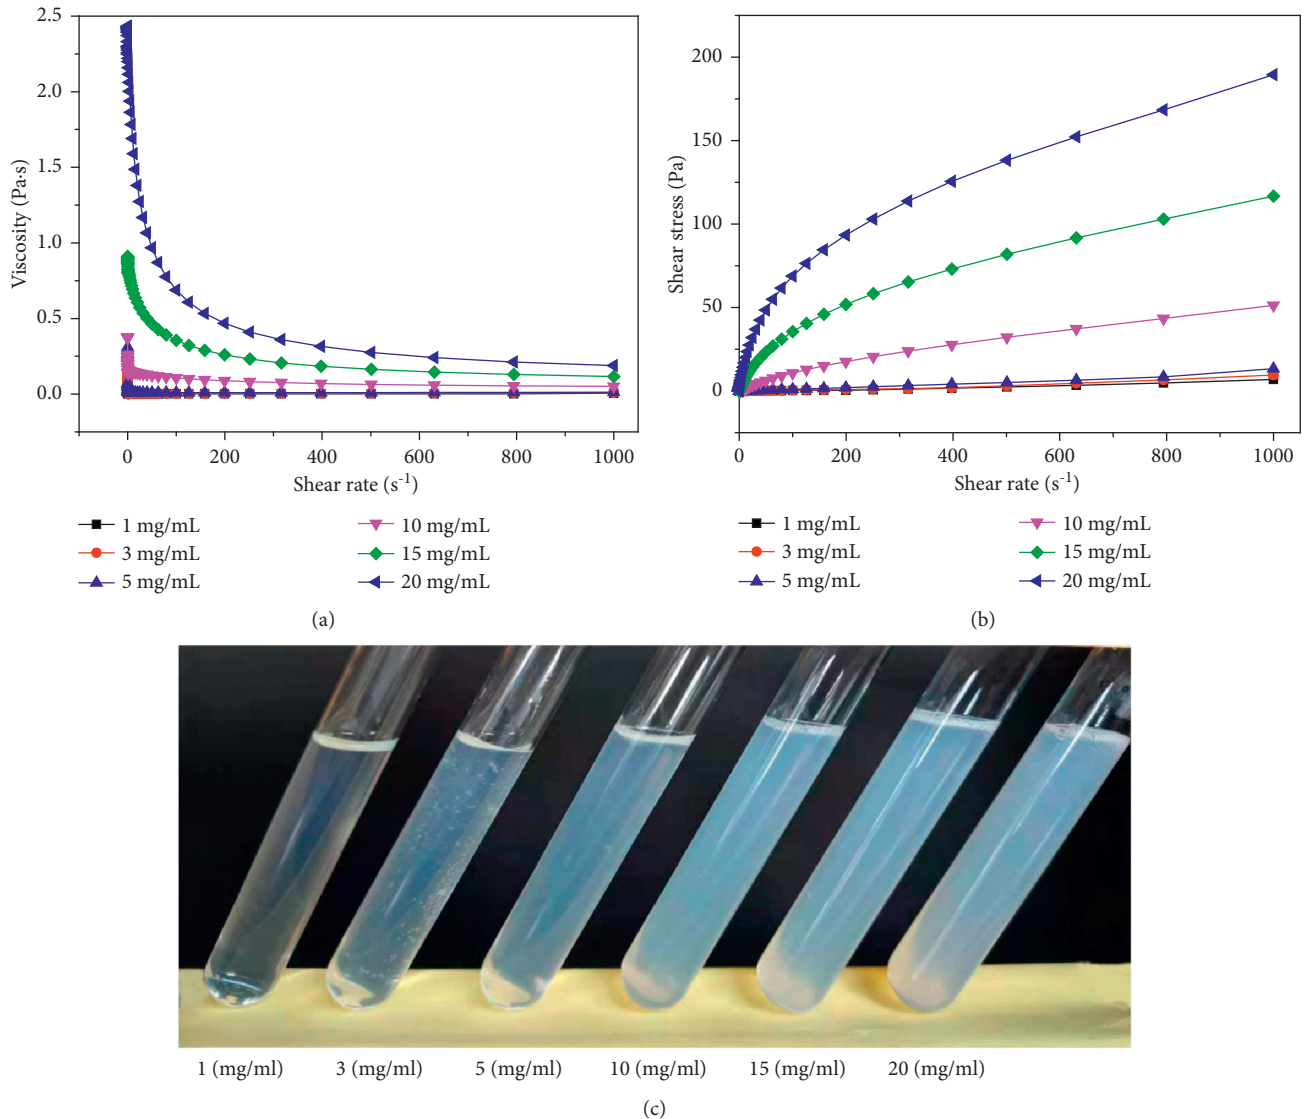 2.5
2.0
1.5
1.0
0.5
0.0
Viscosity (Pa·s)
0 200 400 600 800 1000
Shear rate (s⁻¹)
1 mg/mL
3 mg/mL
5 mg/mL
10 mg/mL
15 mg/mL
20 mg/mL
(a)
200
150
100
50
0
Shear stress (Pa)
0 200 400 600 800 1000
Shear rate (s⁻¹)
1 mg/mL
3 mg/mL
5 mg/mL
10 mg/mL
15 mg/mL
20 mg/mL
(b)
1 (mg/ml) 3 (mg/ml) 5 (mg/ml) 10 (mg/ml) 15 (mg/ml) 20 (mg/ml)
(c)